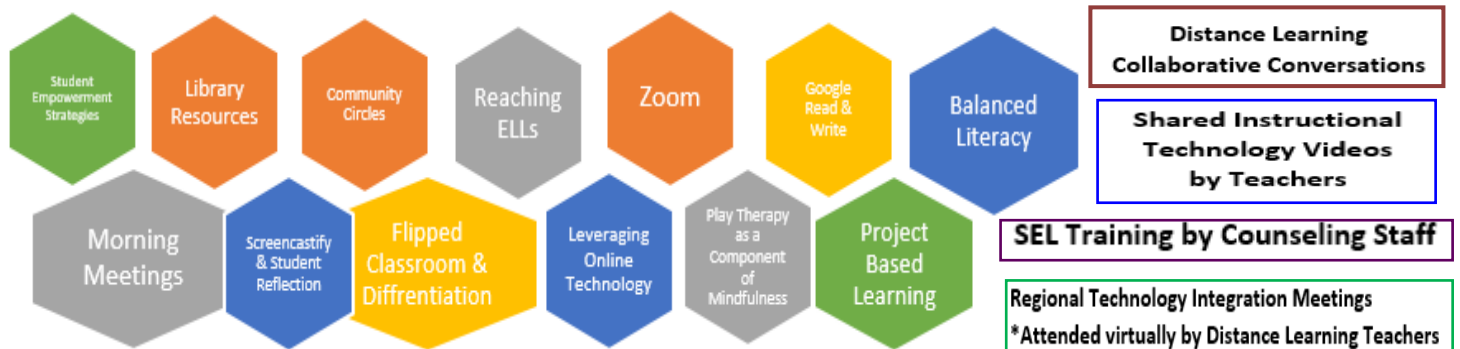 Student
Empowerment
Strategies
Library
Resources
Community
Circles
Reaching
ELLs
Zoom
Google
Read &
Write
Balanced
Literacy
Distance Learning
Collaborative Conversations
Shared Instructional
Technology Videos
by Teachers
Morning
Meetings
Screencastify
& Student
Reflection
Flipped
Classroom &
Diffrentiation
Leveraging
Online
Technology
Play Therapy
as a
Component
of
Mindfulness
Project
Based
Learning
SEL Training by Counseling Staff
Regional Technology Integration Meetings
*Attended virtually by Distance Learning Teachers